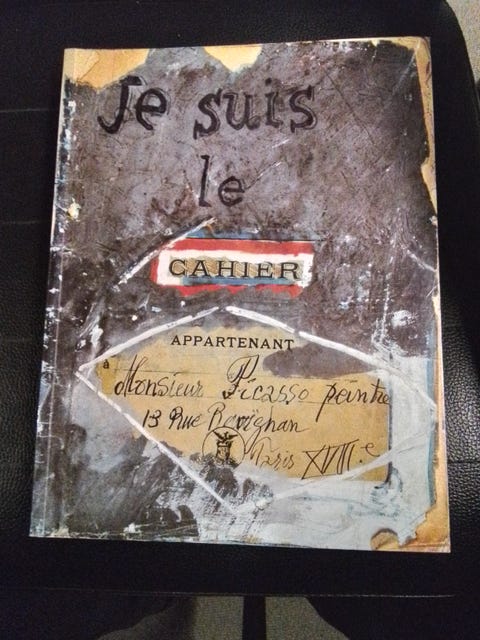 Je suis
le
CAHIER
APPARTENANT
à Monsieur Picasso peintre
13 Rue Ravignan
Paris XVIII.e